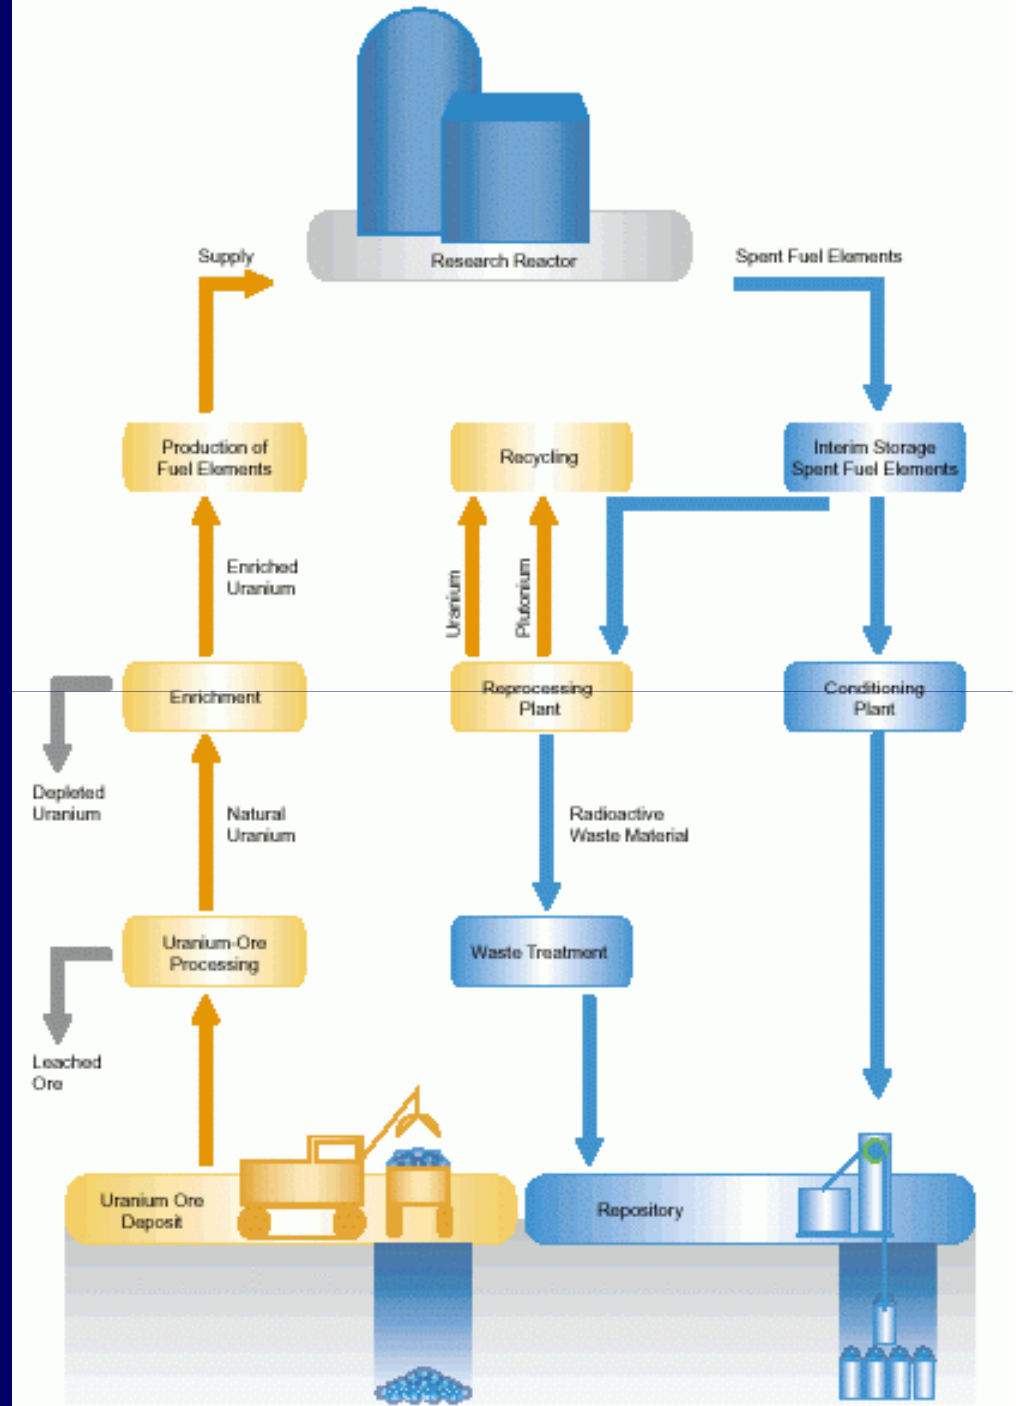 Research Reactor
Supply
Spent Fuel Elements
Production of
Fuel Elements
Recycling
Interim Storage
Spent Fuel Elements
Enriched
Uranium
Uranium
Plutonium
Enrichment
Reprocessing
Plant
Conditioning
Plant
Depleted
Uranium
Natural
Uranium
Radioactive
Waste Material
Uranium-Ore
Processing
Waste Treatment
Leached
Ore
Uranium Ore
Deposit
Repository